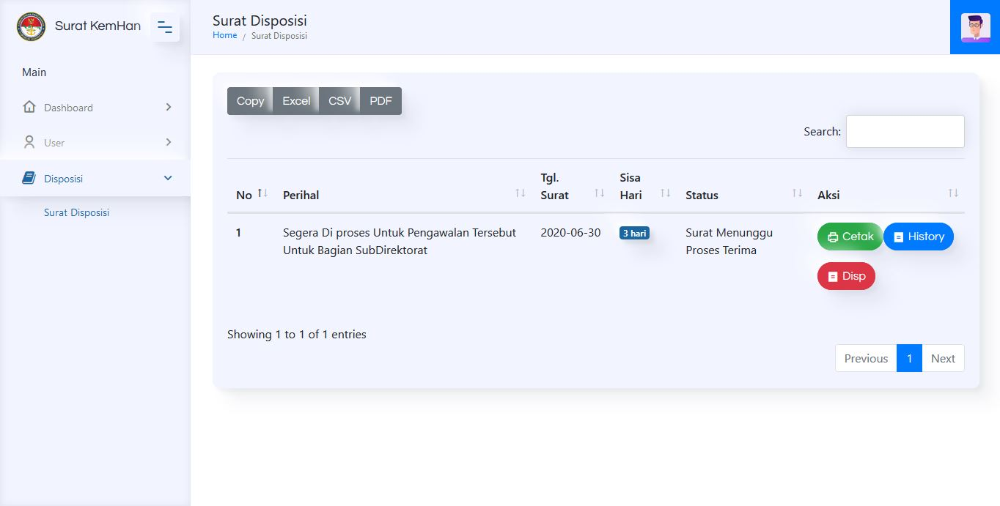 Surat KemHan
Main
Dashboard
User
Disposisi
Surat Disposisi
Surat Disposisi
Home / Surat Disposisi
Copy Excel CSV PDF
Search:
No Perihal Tgl. Surat Sisa Hari Status Aksi
1 Segera Di proses Untuk Pengawalan Tersebut 2020-06-30 3 hari Surat Menunggu Cetak History
Untuk Bagian SubDirektorat Proses Terima
Disp
Showing 1 to 1 of 1 entries
Previous 1 Next